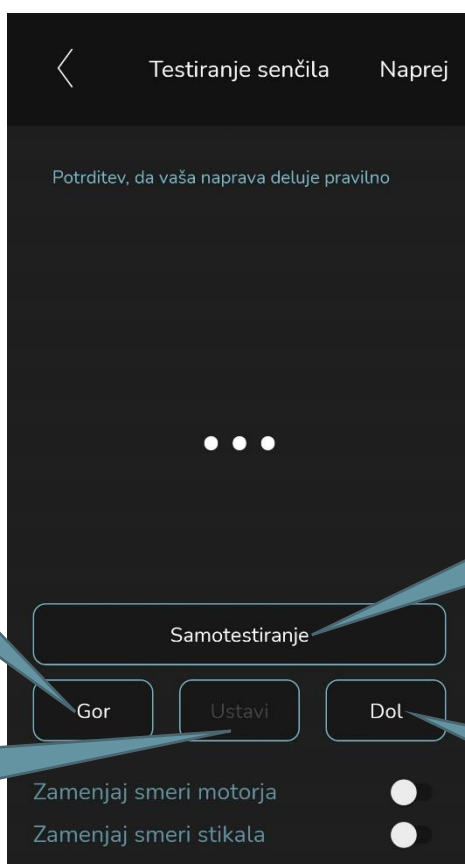 Testiranje senčila Naprej
Potrditev, da vaša naprava deluje pravilno
Samotestiranje
Gor Ustavi Dol
Zamenjaj smeri motorja
Zamenjaj smeri stikala